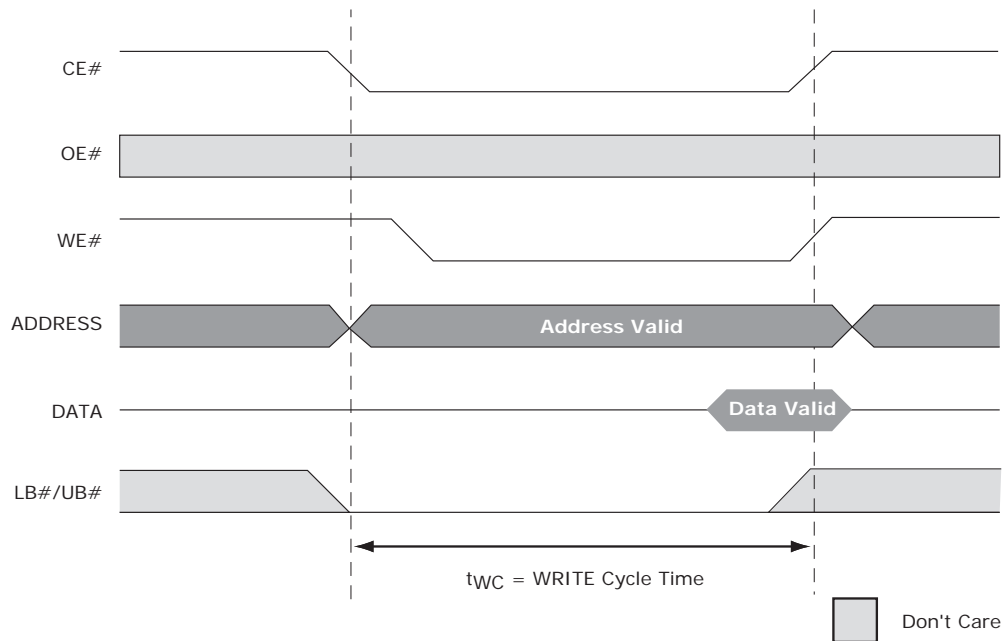 CE#
OE#
WE#
ADDRESS
Address Valid
DATA
Data Valid
LB#/UB#
tWC = WRITE Cycle Time
Don't Care